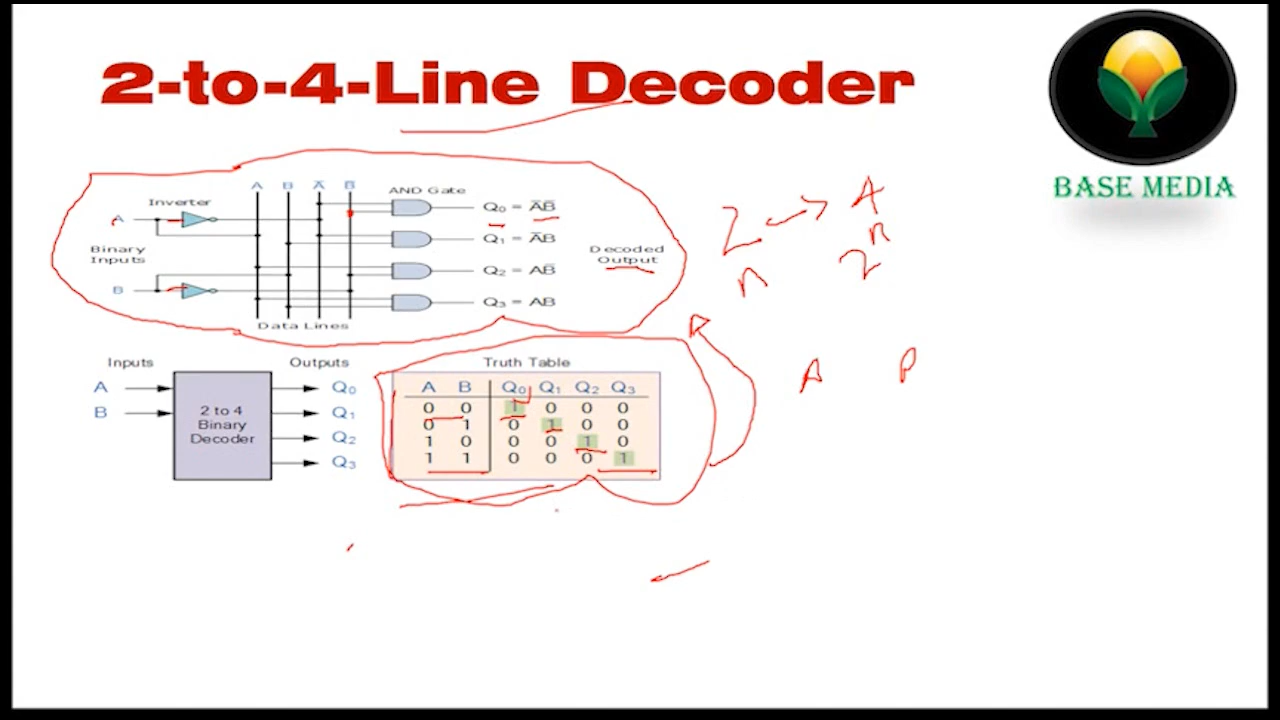 2-to-4-Line Decoder
BASE MEDIA
A B A̅ B̅ AND Gate
Inverter
A
Q₀ = A̅B̅
Q₁ = A̅B
Binary Inputs
Decoded Output
Q₂ = AB̅
B
Q₃ = AB
Data Lines
2 4
n 2ⁿ
Inputs Outputs Truth Table
A Q₀
B Q₁
2 to 4 Binary Decoder
Q₂
Q₃
A B Q₀ Q₁ Q₂ Q₃
0 0 1 0 0 0
0 1 0 1 0 0
1 0 0 0 1 0
1 1 0 0 0 1